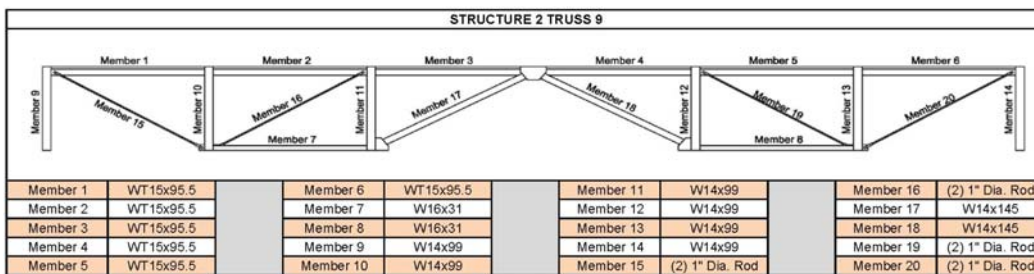 STRUCTURE 2 TRUSS 9
Member 1 Member 2 Member 3 Member 4 Member 5 Member 6
Member 9 Member 15 Member 10 Member 16 Member 11 Member 17 Member 18 Member 12 Member 19 Member 13 Member 20 Member 14
Member 7 Member 8
Member 1 WT15x95.5 Member 6 WT15x95.5 Member 11 W14x99 Member 16 (2) 1" Dia. Rod
Member 2 WT15x95.5 Member 7 W16x31 Member 12 W14x99 Member 17 W14x145
Member 3 WT15x95.5 Member 8 W16x31 Member 13 W14x99 Member 18 W14x145
Member 4 WT15x95.5 Member 9 W14x99 Member 14 W14x99 Member 19 (2) 1" Dia. Rod
Member 5 WT15x95.5 Member 10 W14x99 Member 15 (2) 1" Dia. Rod Member 20 (2) 1" Dia. Rod